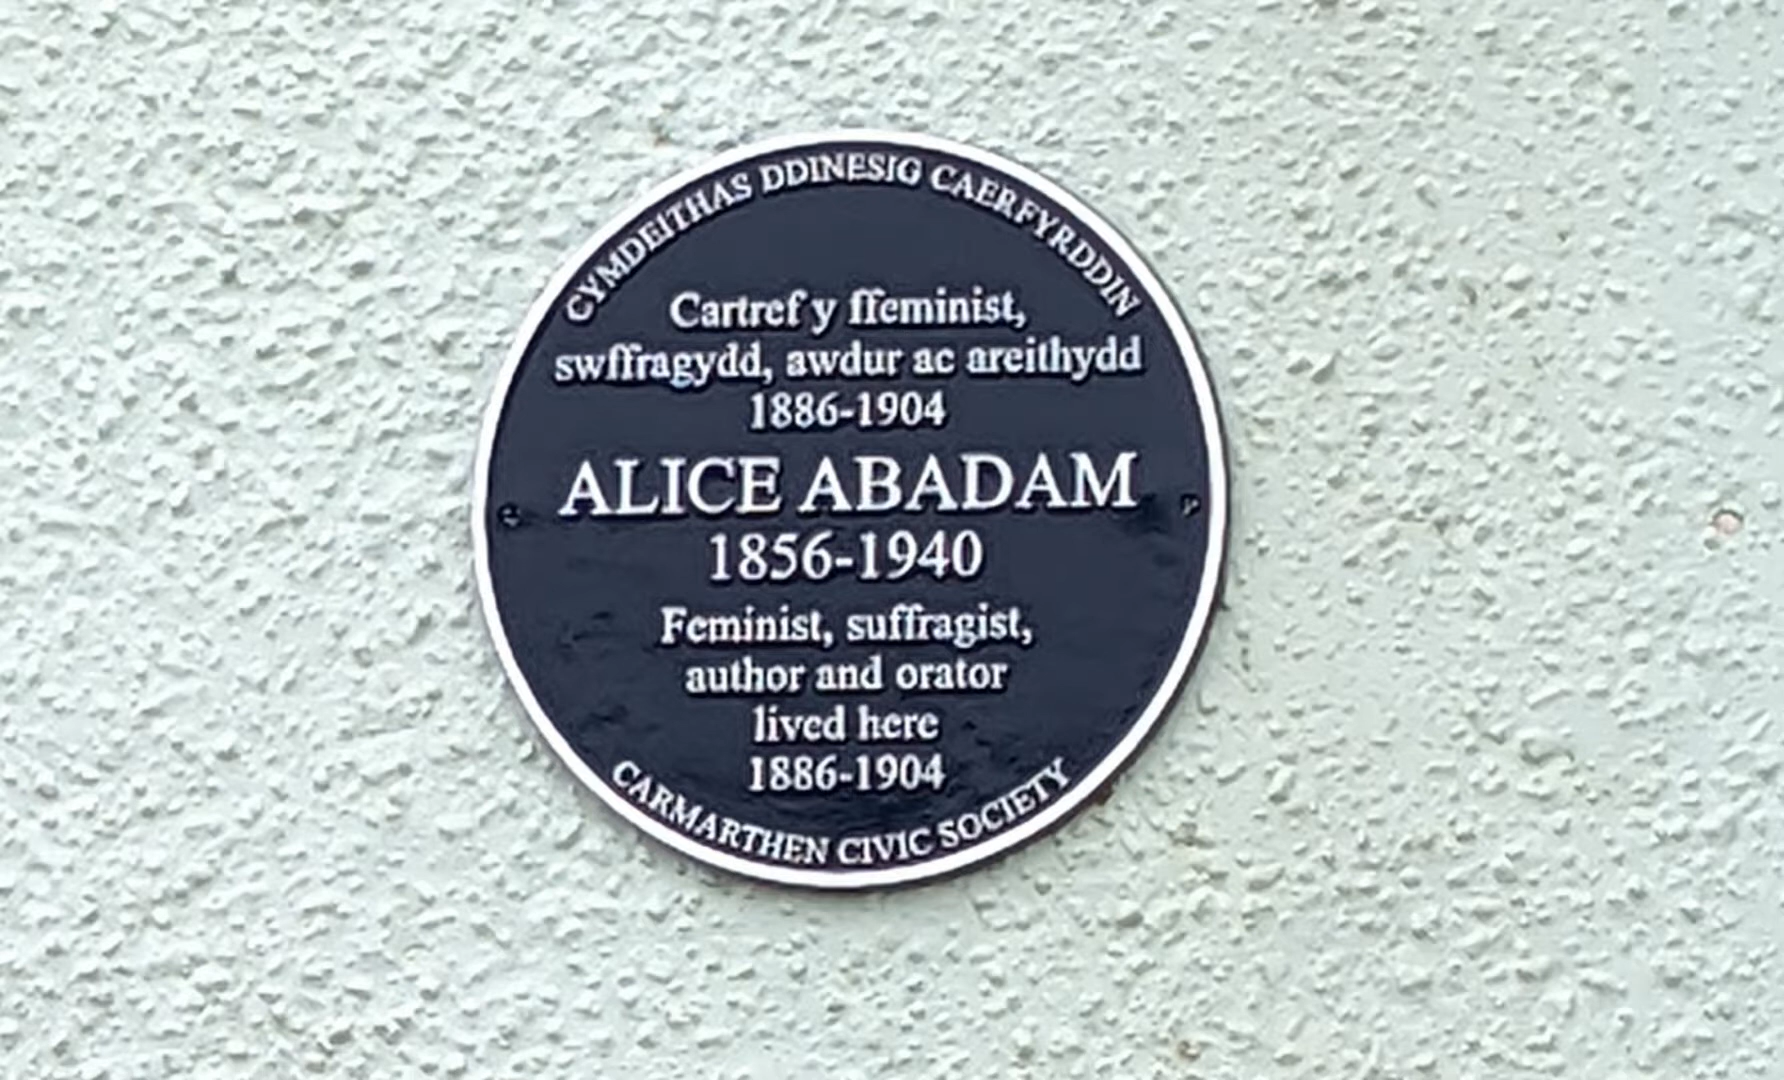 CYMDEITHAS DDINESIG CAERFYRDDIN
Cartref y ffeminist,
swffragydd, awdur ac areithydd
1886-1904
ALICE ABADAM
1856-1940
Feminist, suffragist,
author and orator
lived here
1886-1904
CARMARTHEN CIVIC SOCIETY